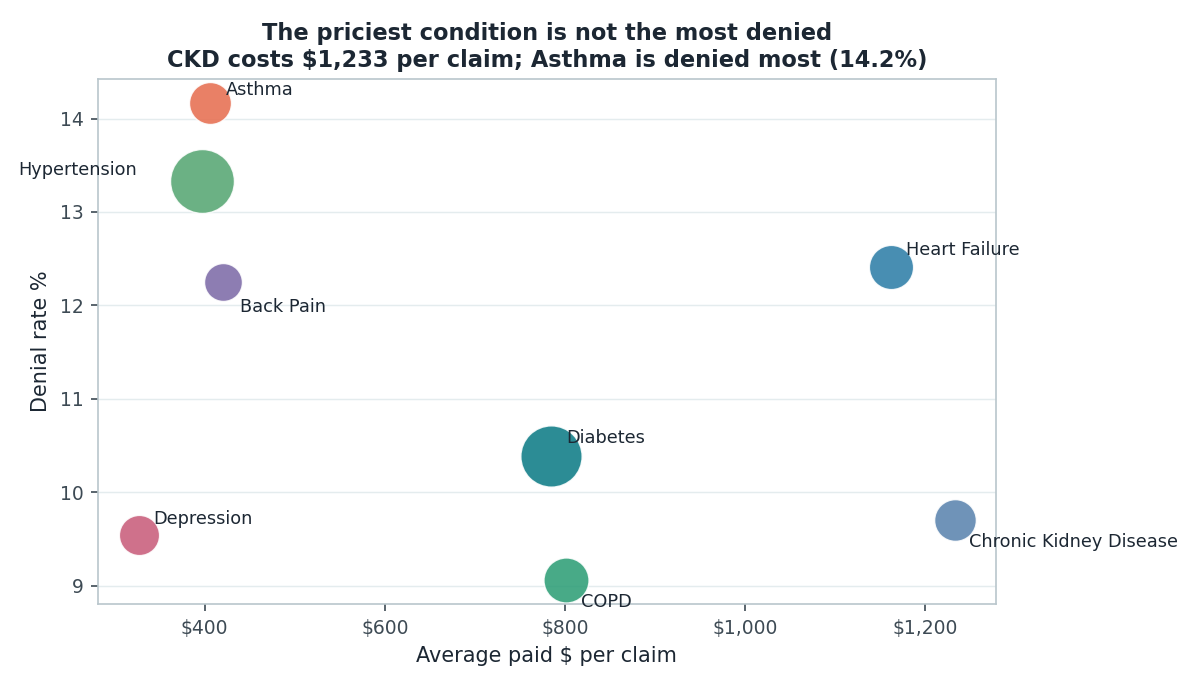 The priciest condition is not the most denied
CKD costs $1,233 per claim; Asthma is denied most (14.2%)
Asthma
14
Hypertension
13
Heart Failure
Back Pain
12
Denial rate %
11
Diabetes
10
Depression
Chronic Kidney Disease
9
COPD
$400
$600
$800
$1,000
$1,200
Average paid $ per claim